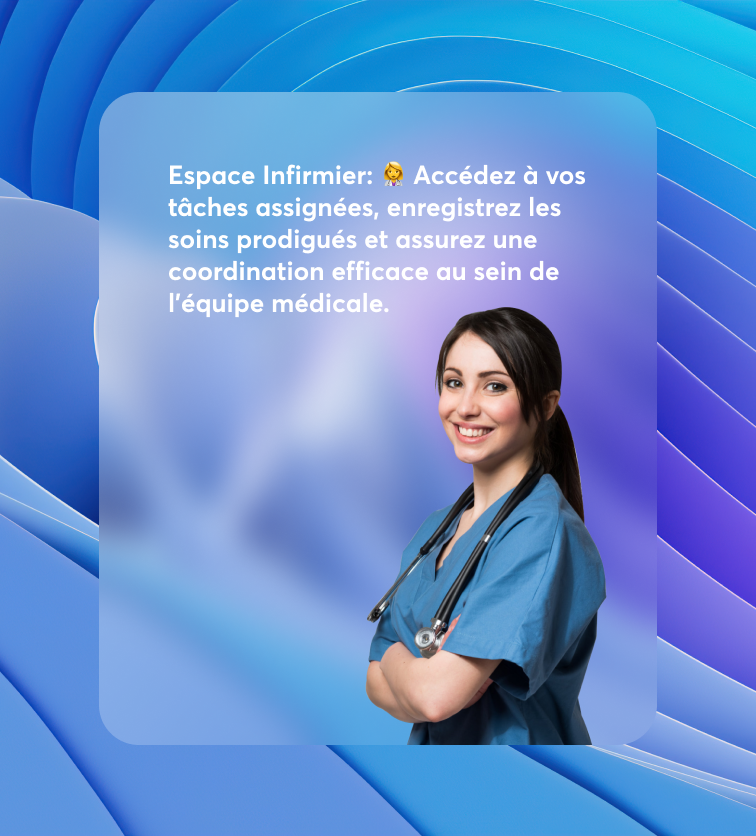 Espace Infirmier: 👩‍⚕️ Accédez à vos
tâches assignées, enregistrez les
soins prodigués et assurez une
coordination efficace au sein de
l’équipe médicale.